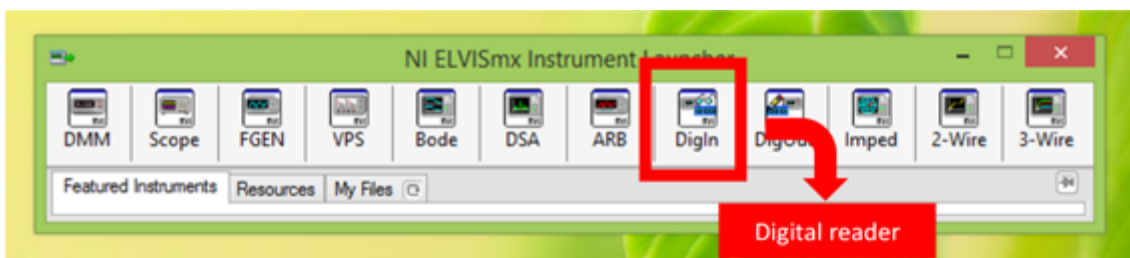 NI ELVISmx Instrument Launcher
DMM Scope FGEN VPS Bode DSA ARB DigIn DigOut Imped 2-Wire 3-Wire
Featured Instruments Resources My Files
Digital reader